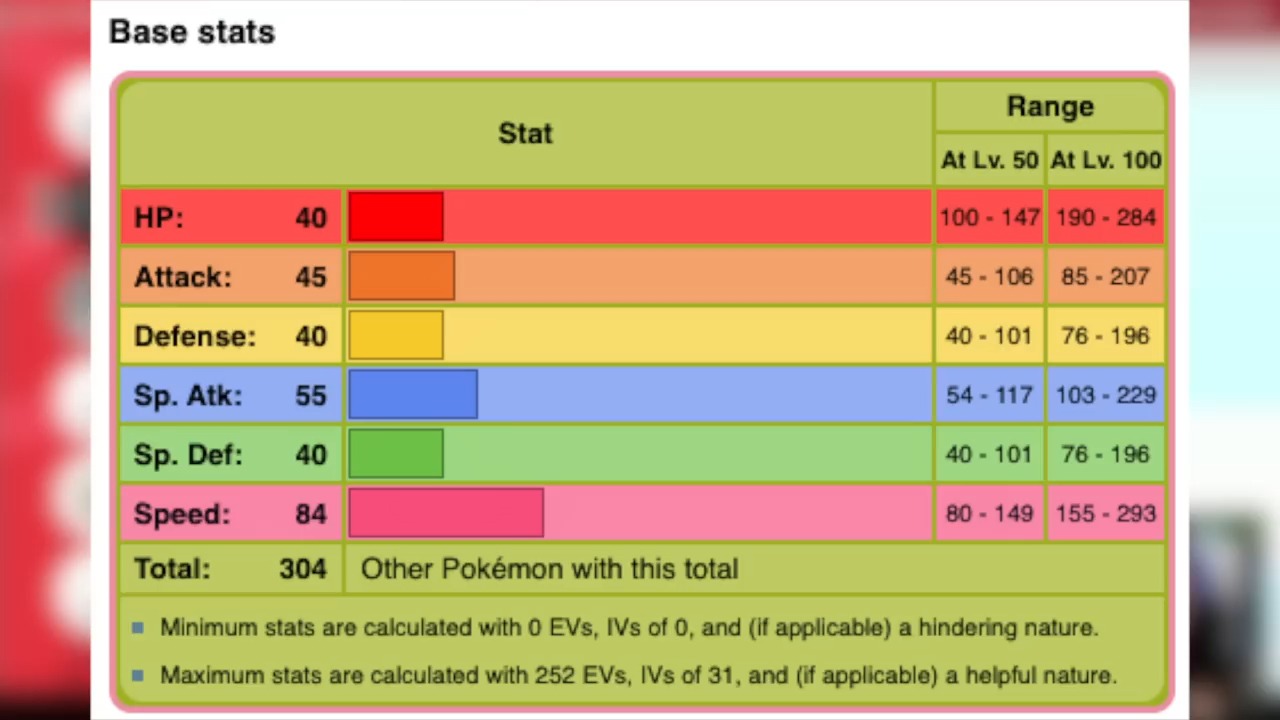 Base stats
Stat Range
At Lv. 50 At Lv. 100
HP: 40 100 - 147 190 - 284
Attack: 45 45 - 106 85 - 207
Defense: 40 40 - 101 76 - 196
Sp. Atk: 55 54 - 117 103 - 229
Sp. Def: 40 40 - 101 76 - 196
Speed: 84 80 - 149 155 - 293
Total: 304 Other Pokémon with this total
Minimum stats are calculated with 0 EVs, IVs of 0, and (if applicable) a hindering nature.
Maximum stats are calculated with 252 EVs, IVs of 31, and (if applicable) a helpful nature.